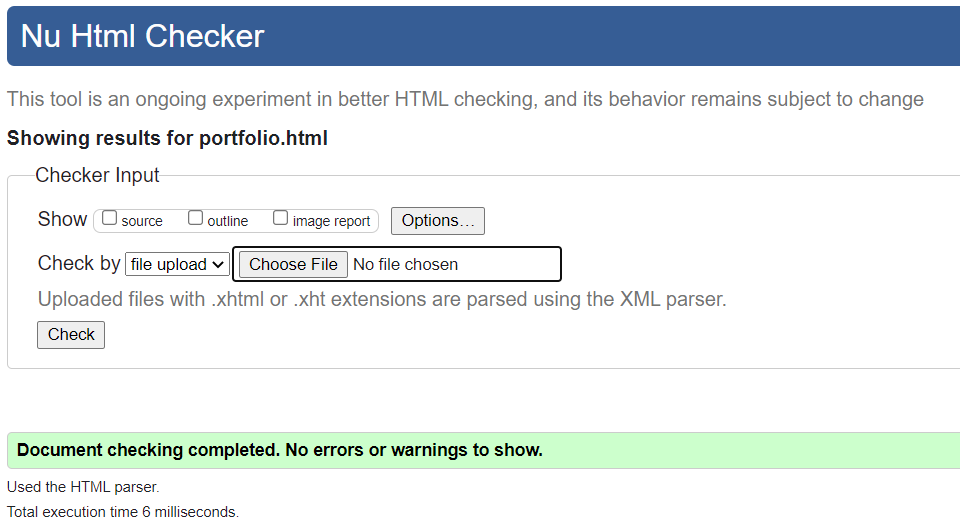 Nu Html Checker
This tool is an ongoing experiment in better HTML checking, and its behavior remains subject to change
Showing results for portfolio.html
Checker Input
Show source outline image report Options...
Check by file upload Choose File No file chosen
Uploaded files with .xhtml or .xht extensions are parsed using the XML parser.
Check
Document checking completed. No errors or warnings to show.
Used the HTML parser.
Total execution time 6 milliseconds.